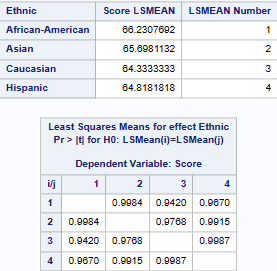 Ethnic Score LSMEAN LSMEAN Number
African-American 66.2307692 1
Asian 65.6981132 2
Caucasian 64.3333333 3
Hispanic 64.8181818 4
Least Squares Means for effect Ethnic
Pr > |t| for H0: LSMean(i)=LSMean(j)
Dependent Variable: Score
i/j 1 2 3 4
1 0.9984 0.9420 0.9670
2 0.9984 0.9768 0.9915
3 0.9420 0.9768 0.9987
4 0.9670 0.9915 0.9987